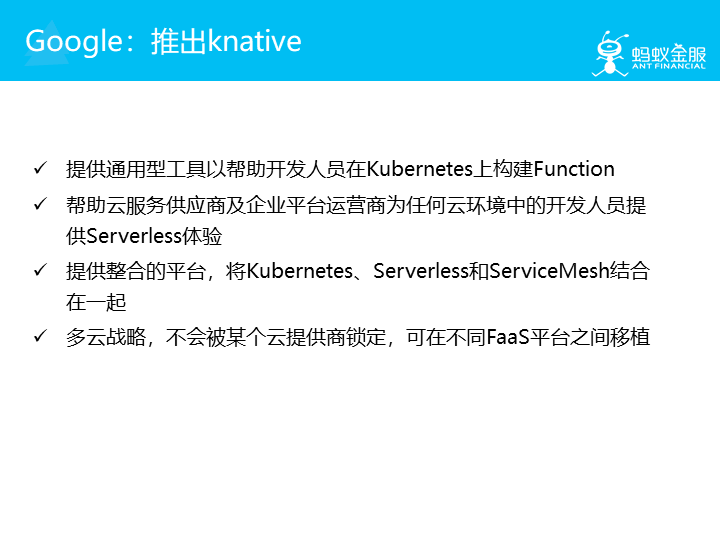 Google：推出knative
蚂蚁金服
ANT FINANCIAL
✓ 提供通用型工具以帮助开发人员在Kubernetes上构建Function
✓ 帮助云服务供应商及企业平台运营商为任何云环境中的开发人员提
供Serverless体验
✓ 提供整合的平台，将Kubernetes、Serverless和ServiceMesh结合
在一起
✓ 多云战略，不会被某个云提供商锁定，可在不同FaaS平台之间移植